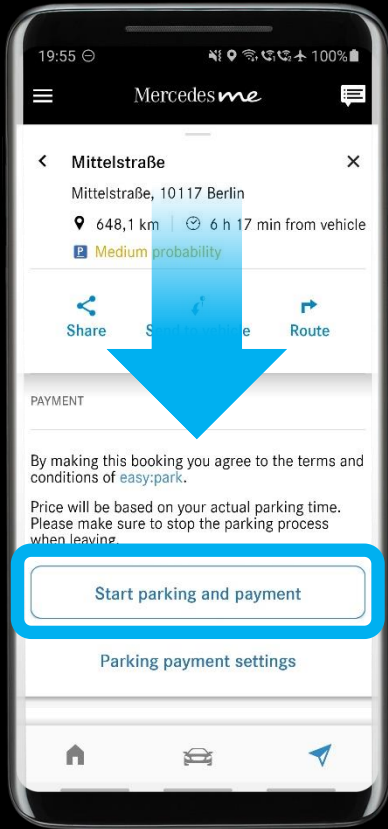 19:55 100%
Mercedes me
Mittelstraße
Mittelstraße, 10117 Berlin
648,1 km 6 h 17 min from vehicle
P Medium probability
Share Send to vehicle Route
PAYMENT
By making this booking you agree to the terms and
conditions of easy:park.
Price will be based on your actual parking time.
Please make sure to stop the parking process
when leaving.
Start parking and payment
Parking payment settings